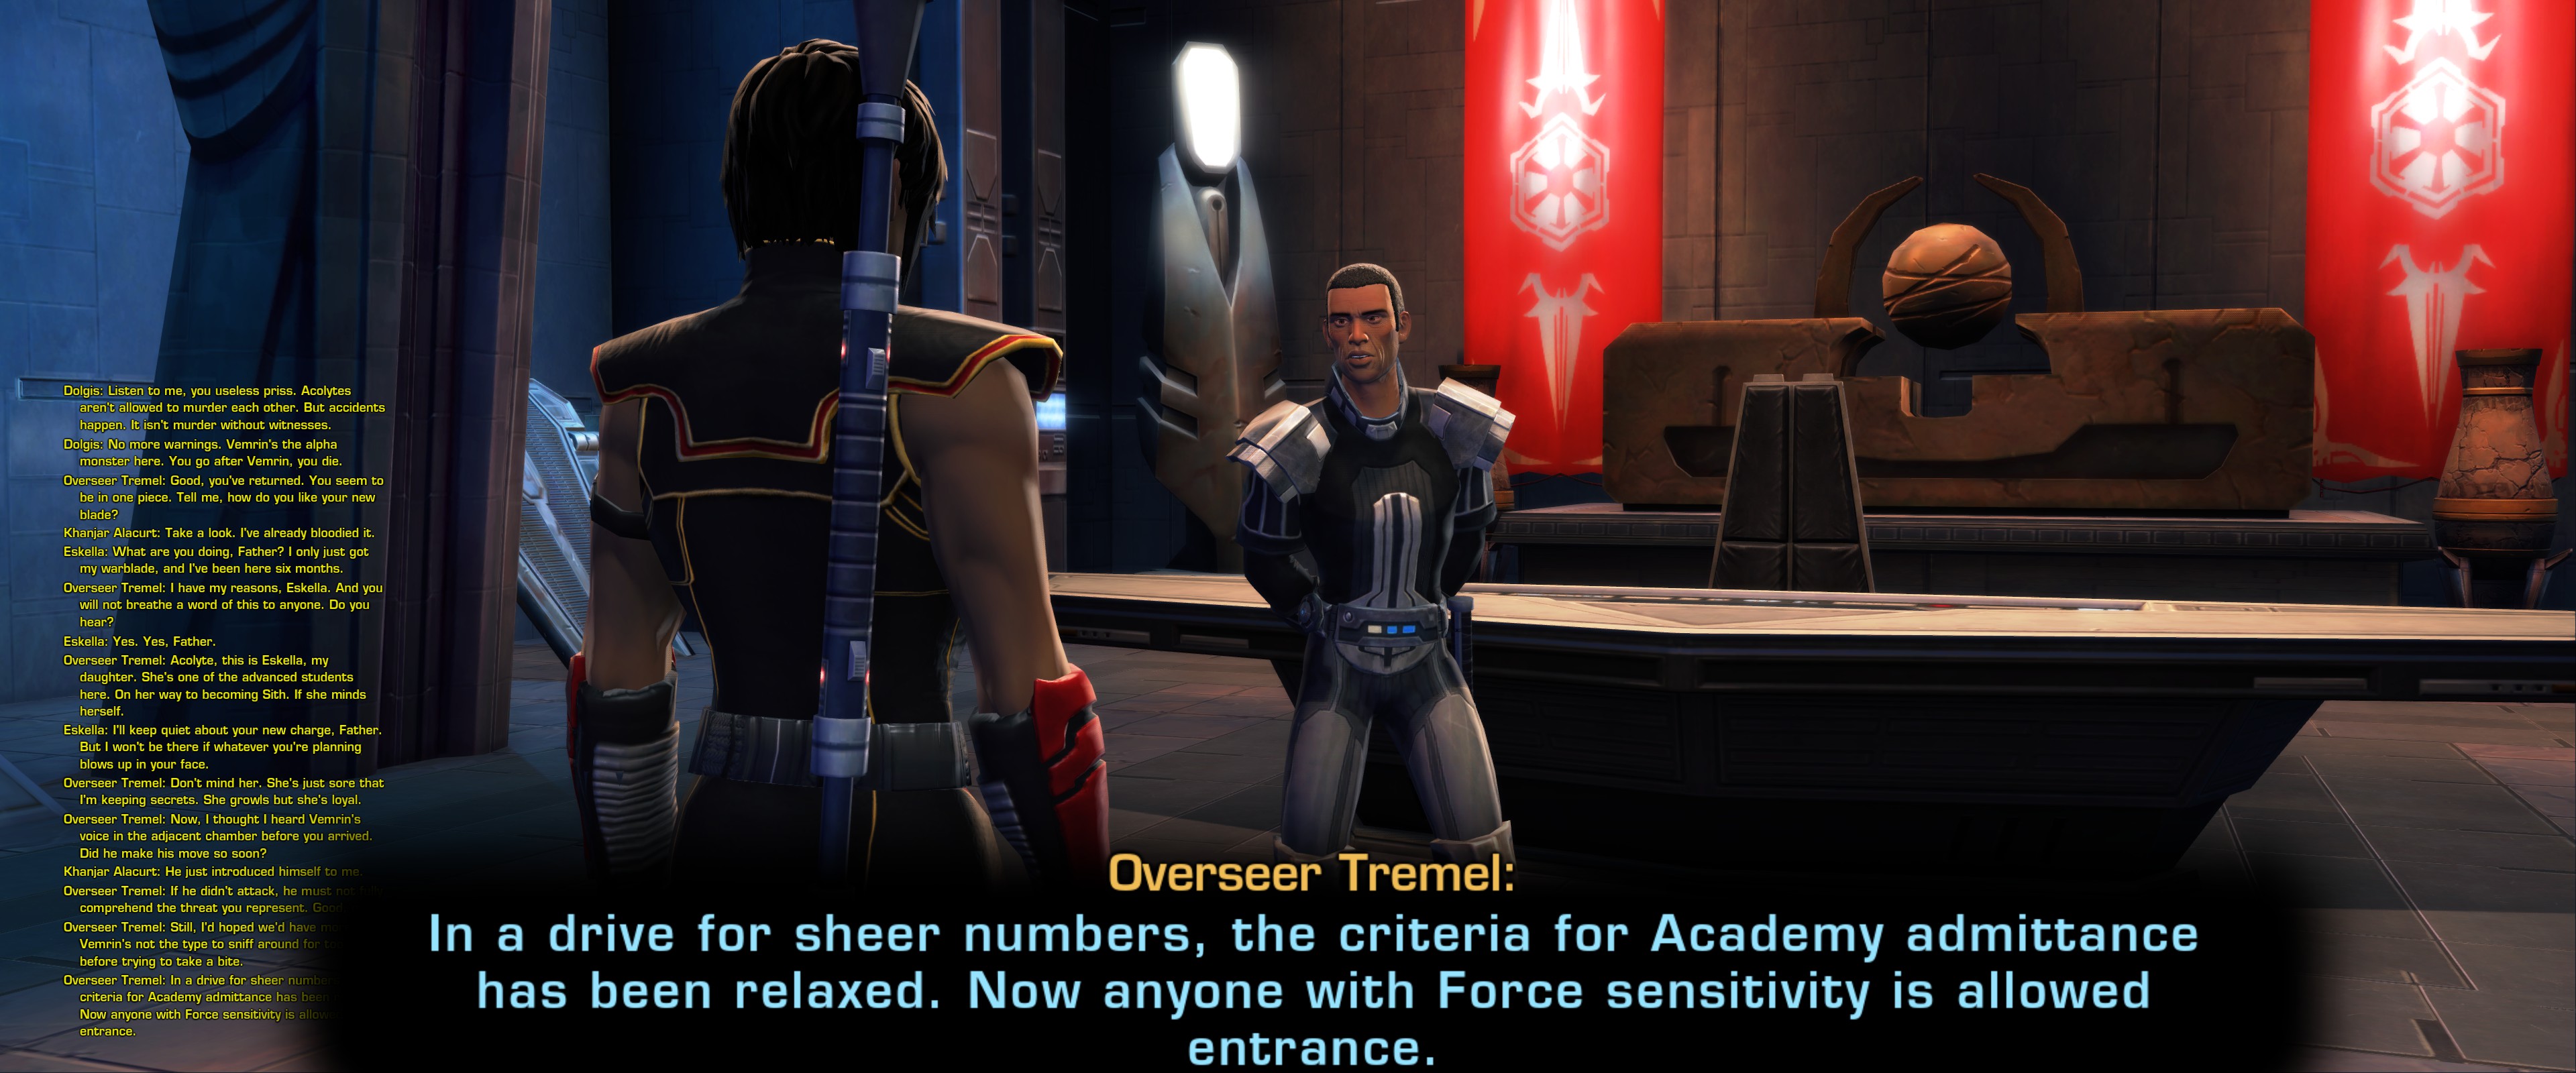 Dolgis: Listen to me, you useless priss. Acolytes
aren't allowed to murder each other. But accidents
happen. It isn't murder without witnesses.
Dolgis: No more warnings. Vemrin's the alpha
monster here. You go after Vemrin, you die.
Overseer Tremel: Good, you've returned. You seem to
be in one piece. Tell me, how do you like your new
blade?
Khanjar Alacurt: Take a look. I've already bloodied it.
Eskella: What are you doing, Father? I only just got
my warblade, and I've been here six months.
Overseer Tremel: I have my reasons, Eskella. And you
will not breathe a word of this to anyone. Do you
hear?
Eskella: Yes. Yes, Father.
Overseer Tremel: Acolyte, this is Eskella, my
daughter. She's one of the advanced students
here. On her way to becoming Sith. If she minds
herself.
Eskella: I'll keep quiet about your new charge, Father.
But I won't be there if whatever you're planning
blows up in your face.
Overseer Tremel: Don't mind her. She's just sore that
I'm keeping secrets. She growls but she's loyal.
Overseer Tremel: Now, I thought I heard Vemrin's
voice in the adjacent chamber before you arrived.
Did he make his move so soon?
Khanjar Alacurt: He just introduced himself to me.
Overseer Tremel: If he didn't attack, he must not fully
comprehend the threat you represent. Good.
Overseer Tremel: Still, I'd hoped we'd have
Vemrin's not the type to sniff around for
before trying to take a bite.
Overseer Tremel: In a drive for sheer
criteria for Academy admittance has been
Now anyone with Force sensitivity is
entrance.
Overseer Tremel:
In a drive for sheer numbers, the criteria for Academy admittance
has been relaxed. Now anyone with Force sensitivity is allowed
entrance.